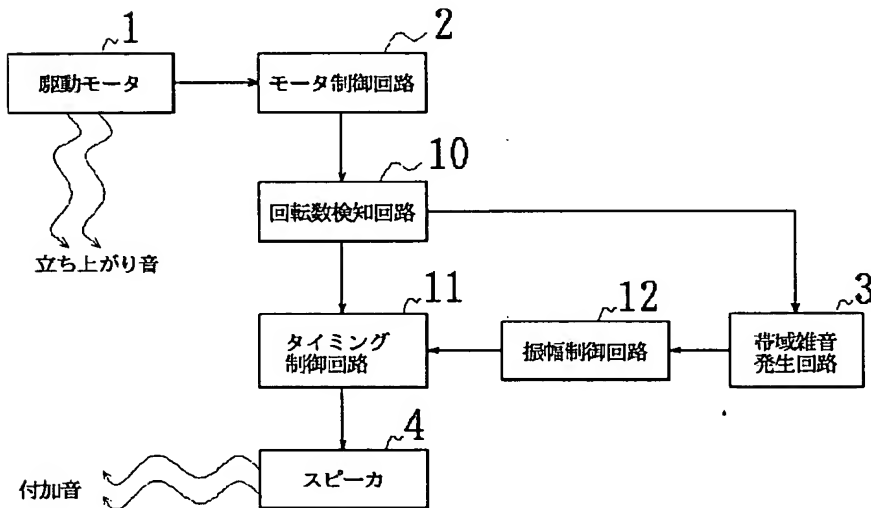 1
2
駆動モータ
モータ制御回路
10
回転数検知回路
立ち上がり音
11
12
3
タイミング
制御回路
振幅制御回路
帯域雑音
発生回路
4
スピーカ
付加音